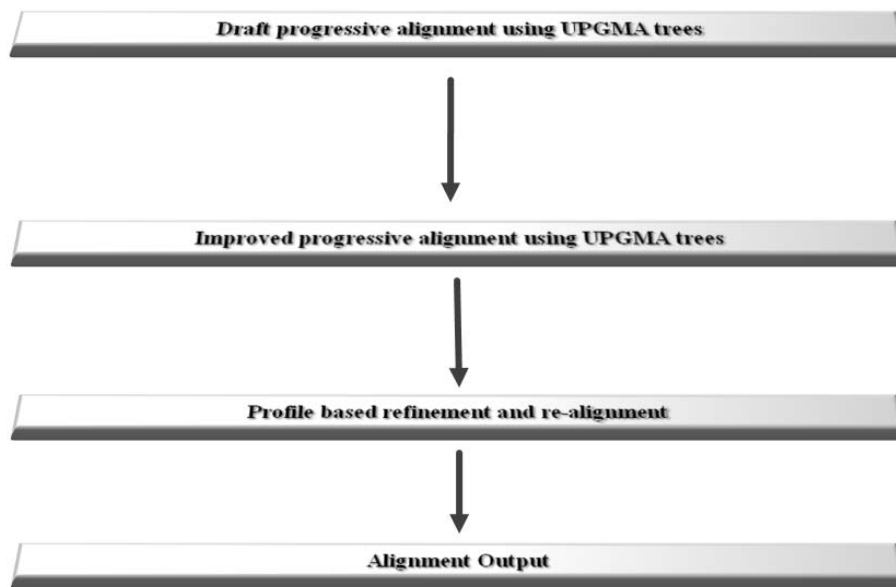 Draft progressive alignment using UPGMA trees
Improved progressive alignment using UPGMA trees
Profile based refinement and re-alignment
Alignment Output